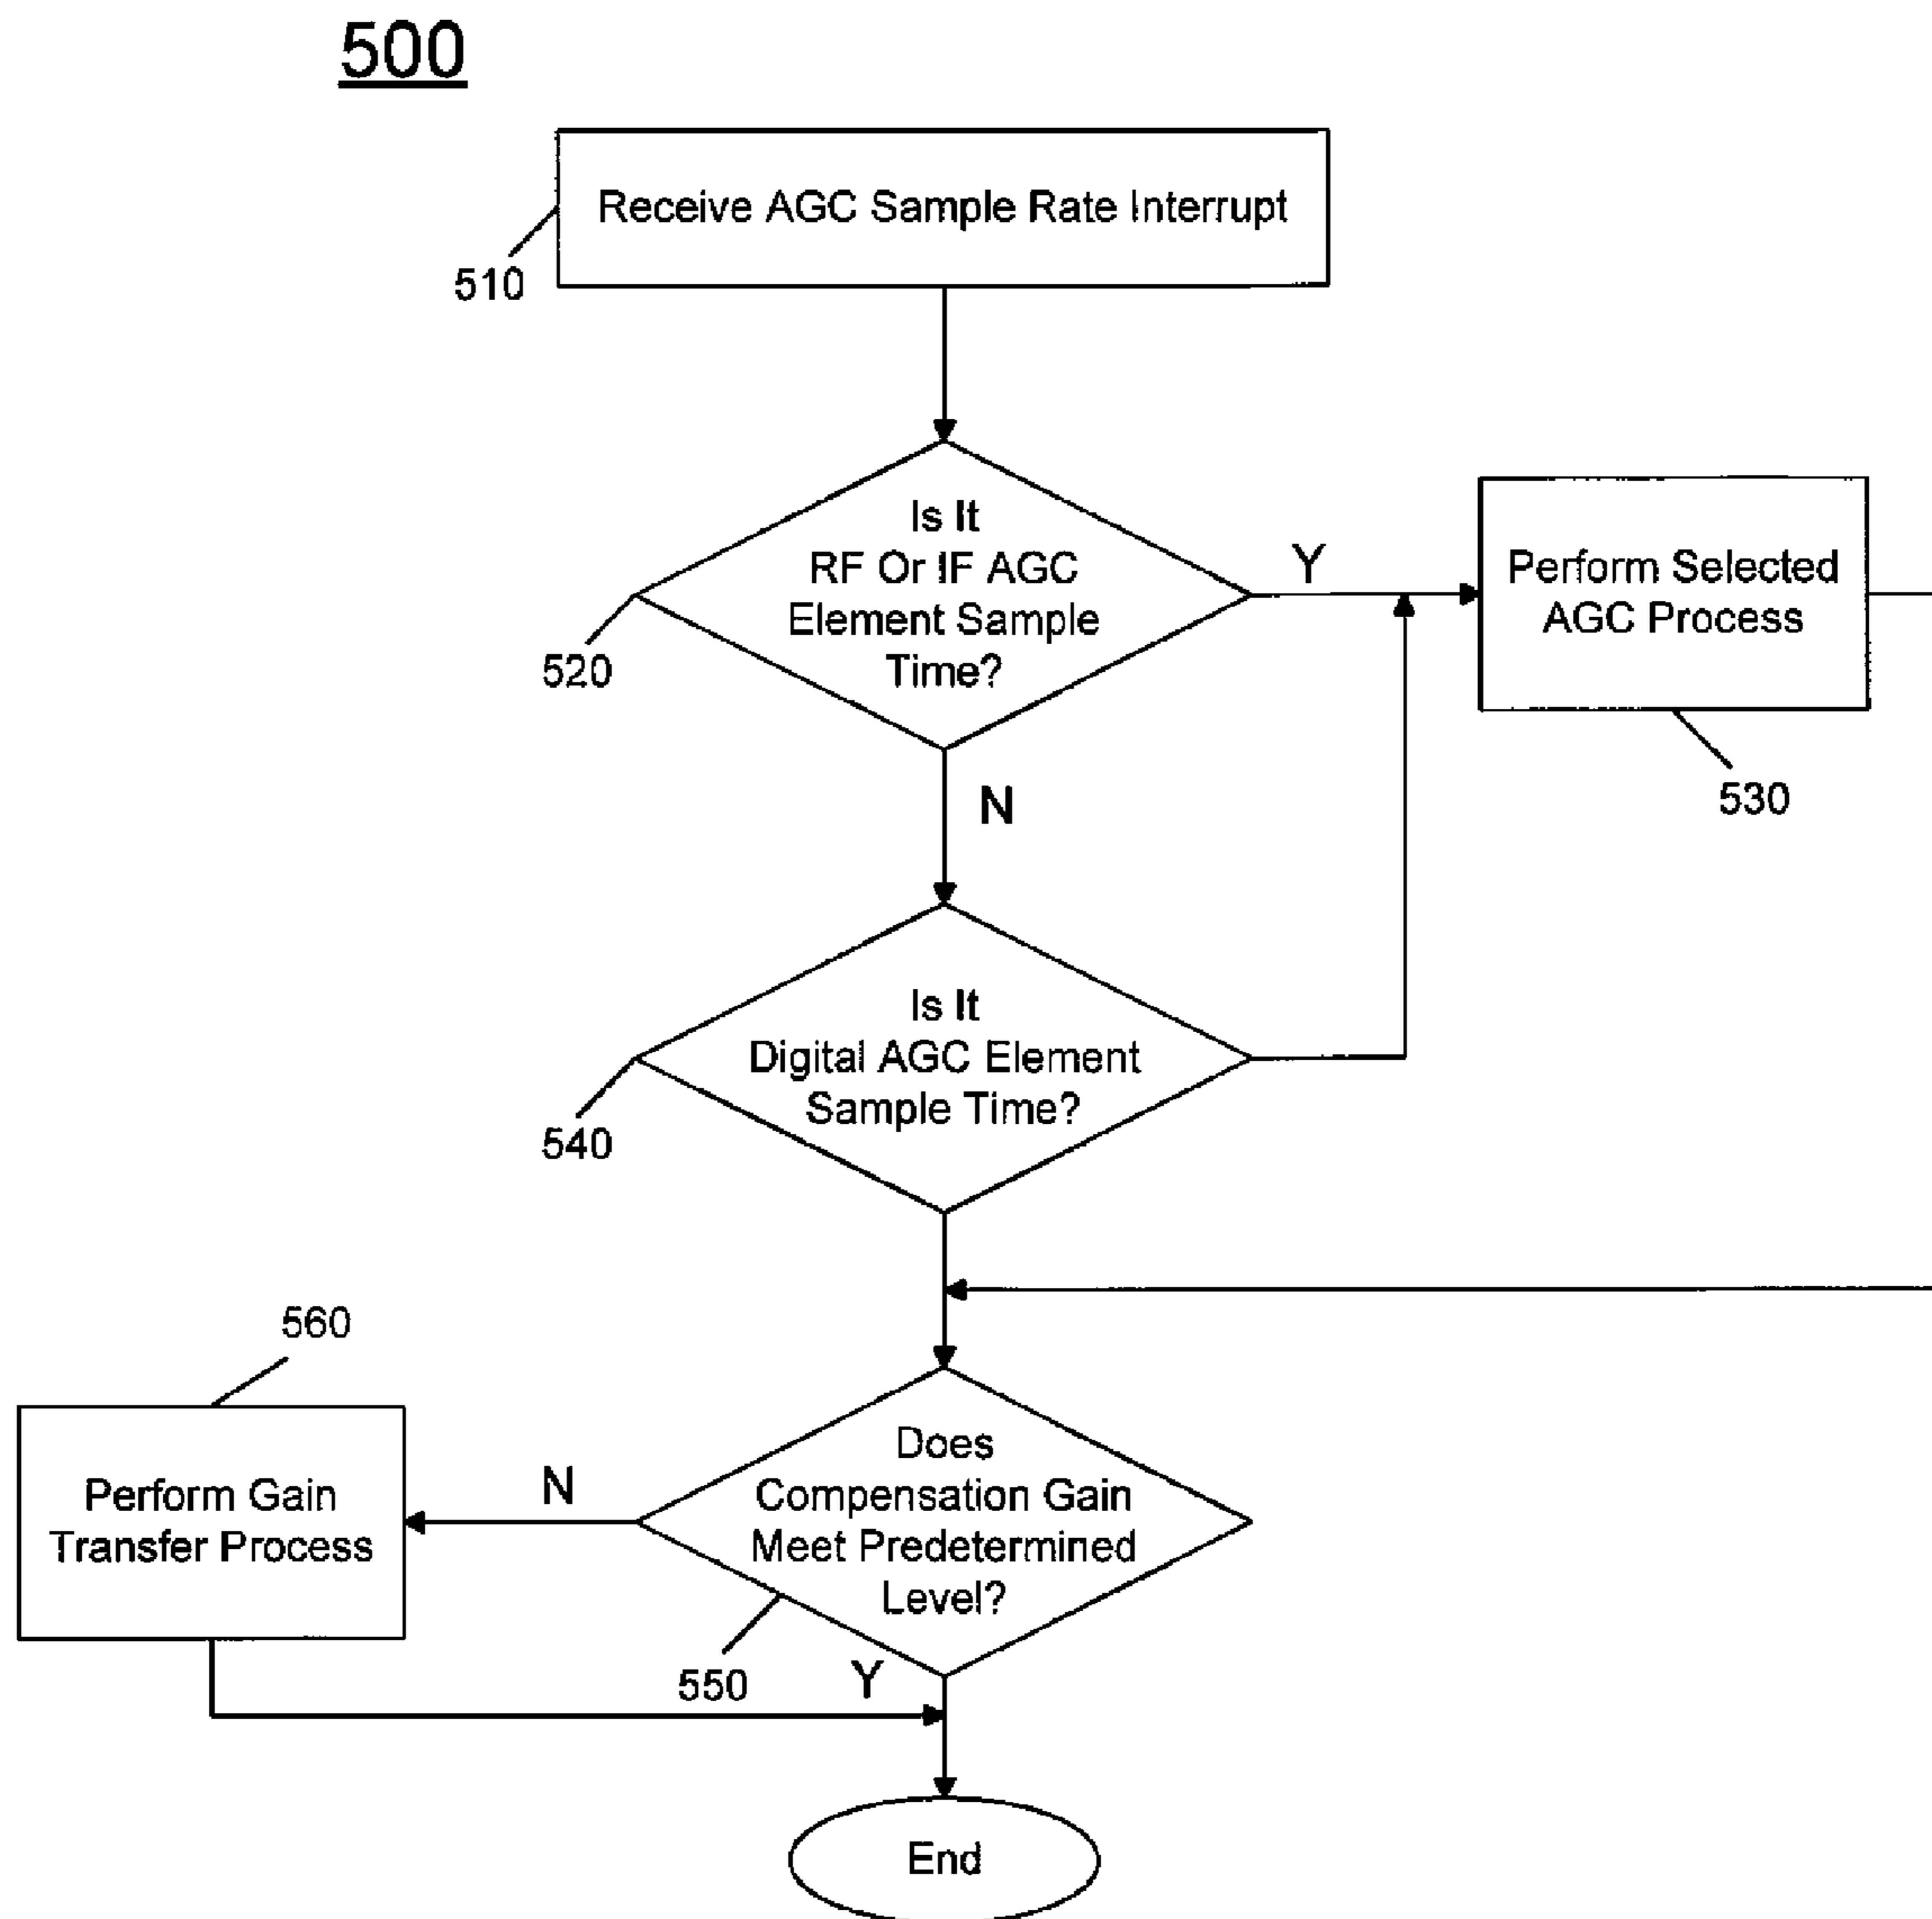 500
Receive AGC Sample Rate Interrupt
510
Is It
RF Or IF AGC
Element Sample
Time?
520
Y
Perform Selected
AGC Process
530
N
Is It
Digital AGC Element
Sample Time?
540
560
Perform Gain
Transfer Process
N
Does
Compensation Gain
Meet Predetermined
Level?
550
Y
End